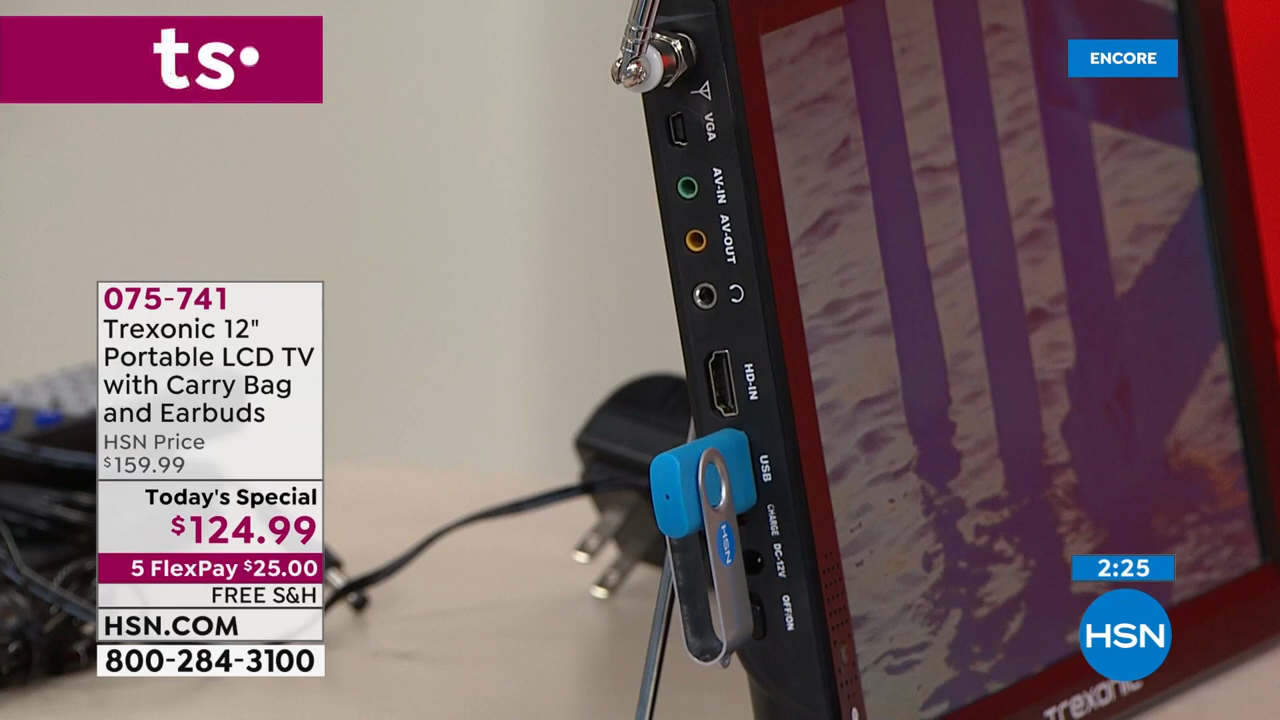 ts.
ENCORE
VGA
AV-IN
AV-OUT
HD-IN
USB
CHARGE DC-12V
OFF/ON
HSN
075-741
Trexonic 12"
Portable LCD TV
with Carry Bag
and Earbuds
HSN Price
$159.99
Today's Special
$124.99
5 FlexPay $25.00
FREE S&H
HSN.COM
800-284-3100
2:25
HSN
Trexonic